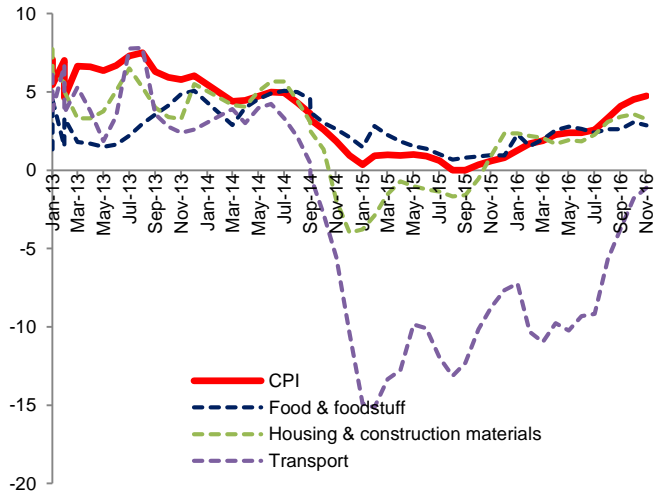 10
5
0
-5
-10
-15
-20
Jan-13
Mar-13
May-13
Jul-13
Sep-13
Nov-13
Jan-14
Mar-14
May-14
Jul-14
Sep-14
Nov-14
Jan-15
Mar-15
May-15
Jul-15
Sep-15
Nov-15
Jan-16
Mar-16
May-16
Jul-16
Sep-16
Nov-16
CPI
Food & foodstuff
Housing & construction materials
Transport